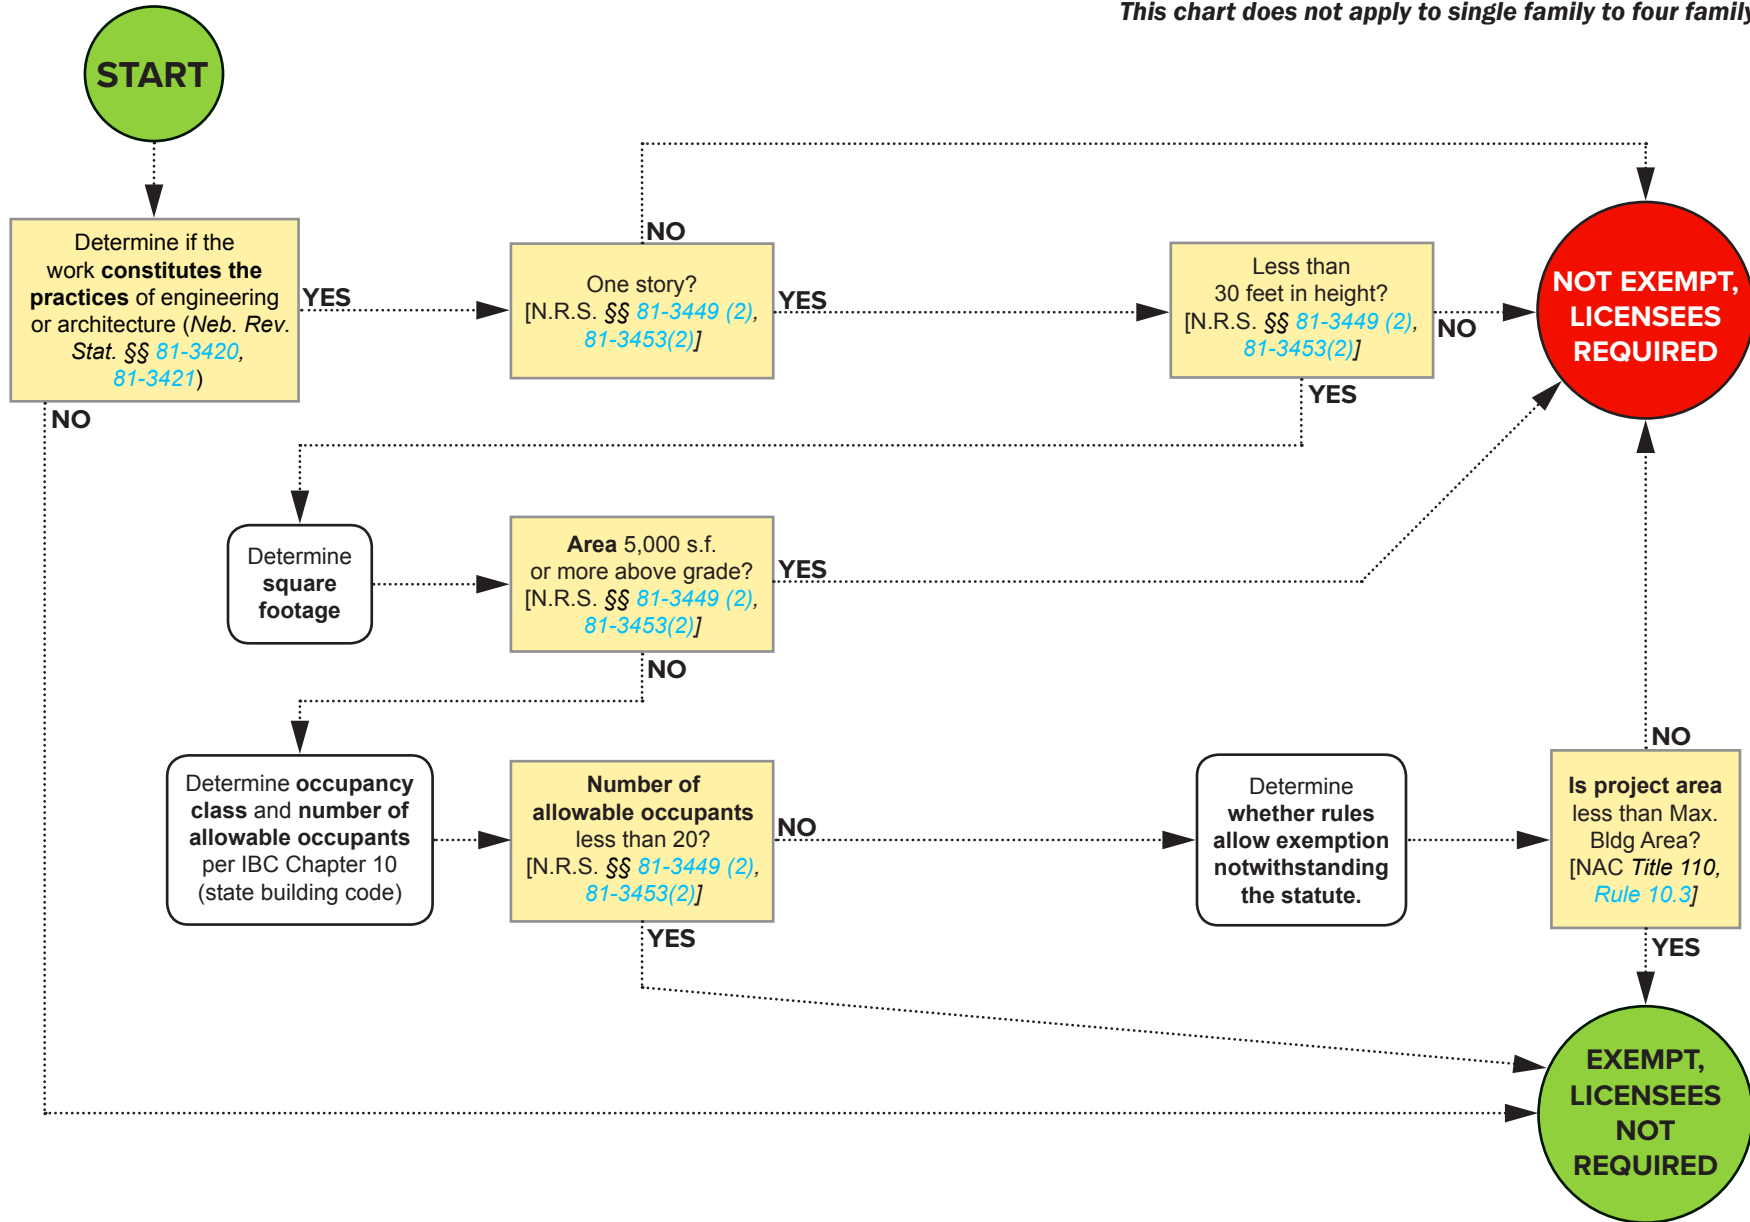 This chart does not apply to single family to four family
START
Determine if the
work constitutes the
practices of engineering
or architecture (Neb. Rev.
Stat. §§ 81-3420,
81-3421)
YES
NO
One story?
[N.R.S. §§ 81-3449 (2),
81-3453(2)]
NO
YES
Less than
30 feet in height?
[N.R.S. §§ 81-3449 (2),
81-3453(2)]
NO
YES
NOT EXEMPT,
LICENSEES
REQUIRED
Determine
square
footage
Area 5,000 s.f.
or more above grade?
[N.R.S. §§ 81-3449 (2),
81-3453(2)]
YES
NO
Determine occupancy
class and number of
allowable occupants
per IBC Chapter 10
(state building code)
Number of
allowable occupants
less than 20?
[N.R.S. §§ 81-3449 (2),
81-3453(2)]
NO
YES
Determine
whether rules
allow exemption
notwithstanding
the statute.
NO
Is project area
less than Max.
Bldg Area?
[NAC Title 110,
Rule 10.3]
YES
EXEMPT,
LICENSEES
NOT
REQUIRED